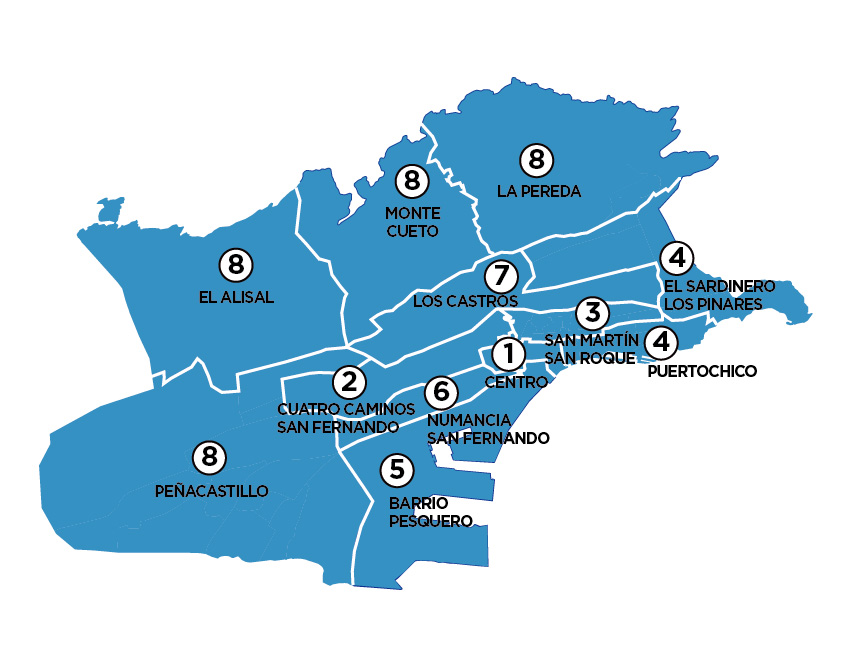 8
LA PEREDA
8
MONTE
CUETO
8
EL ALISAL
7
LOS CASTROS
4
EL SARDINERO
LOS PINARES
3
SAN MARTÍN
SAN ROQUE
4
PUERTOCHICO
1
CENTRO
2
CUATRO CAMINOS
SAN FERNANDO
6
NUMANCIA
SAN FERNANDO
8
PEÑACASTILLO
5
BARRIO
PESQUERO